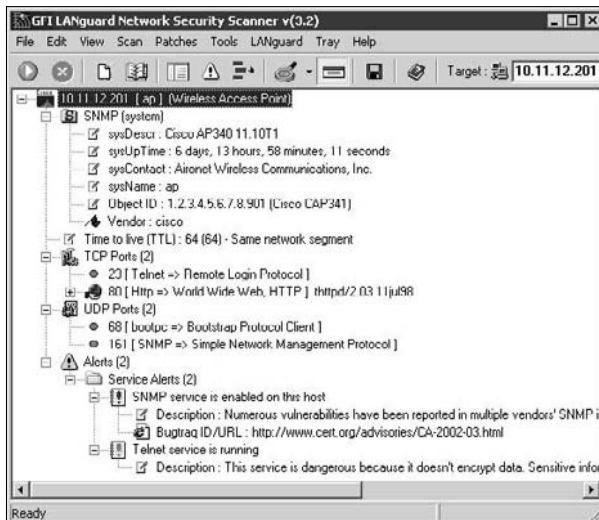 GFI LANguard Network Security Scanner v(3.2)
File Edit View Scan Patches Tools LANguard Tray Help
Target : 10.11.12.201
10.11.12.201 [ ap ] (Wireless Access Point)
SNMP (system)
sysDescr : Cisco AP340 11.10T1
sysUpTime : 6 days, 13 hours, 58 minutes, 11 seconds
sysContact : Aironet Wireless Communications, Inc.
sysName : ap
Object ID : 1.2.3.4.5.6.7.8.901 (Cisco CAP341)
Vendor : cisco
Time to live (TTL) : 64 (64) - Same network segment
TCP Ports (2)
23 [ Telnet => Remote Login Protocol ]
80 [ Http => World Wide Web, HTTP ] thttpd/2.03 11jul98
UDP Ports (2)
68 [ bootpc => Bootstrap Protocol Client ]
161 [ SNMP => Simple Network Management Protocol ]
Alerts (2)
Service Alerts (2)
SNMP service is enabled on this host
Description : Numerous vulnerabilities have been reported in multiple vendors' SNMP i
Bugtraq ID/URL : http://www.cert.org/advisories/CA-2002-03.html
Telnet service is running
Description : This service is dangerous because it doesn't encrypt data. Sensitive info
Ready